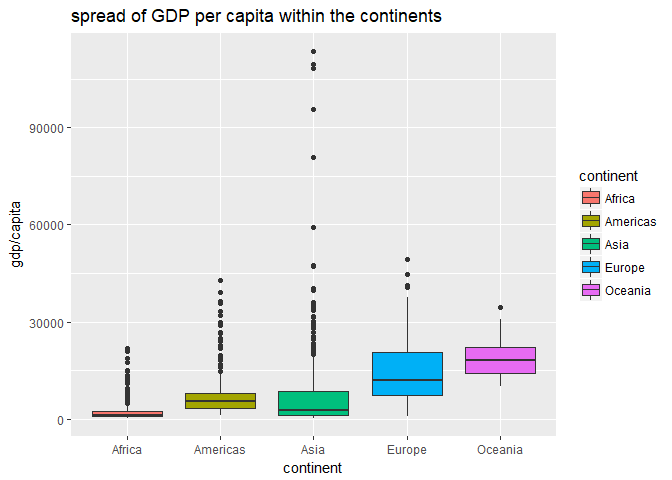 spread of GDP per capita within the continents
gdp/capita
90000
60000
30000
0
Africa
Americas
Asia
Europe
Oceania
continent
continent
Africa
Americas
Asia
Europe
Oceania